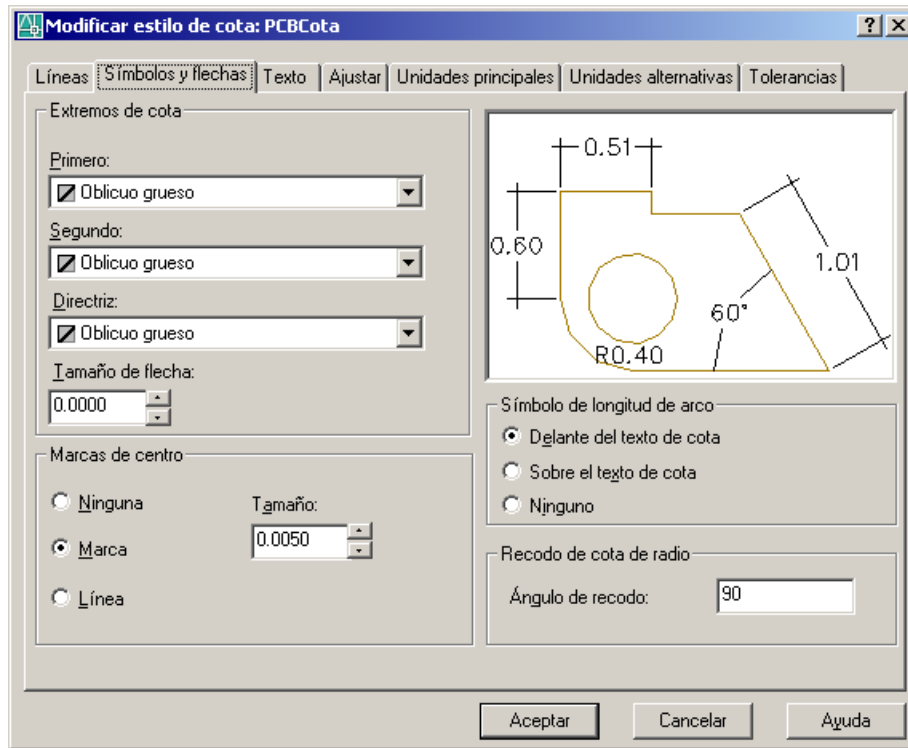 Modificar estilo de cota: PCBCota
Líneas
Símbolos y flechas
Texto
Ajustar
Unidades principales
Unidades alternativas
Tolerancias
Extremos de cota
Primero:
Oblicuo grueso
Segundo:
Oblicuo grueso
Directriz:
Oblicuo grueso
Tamaño de flecha:
0.0000
Marcas de centro
Ninguna
Marca
Línea
Tamaño:
0.0050
0.51
0.60
1.01
60°
R0.40
Símbolo de longitud de arco
Delante del texto de cota
Sobre el texto de cota
Ninguno
Recodo de cota de radio
Ángulo de recodo:
90
Aceptar
Cancelar
Ayuda